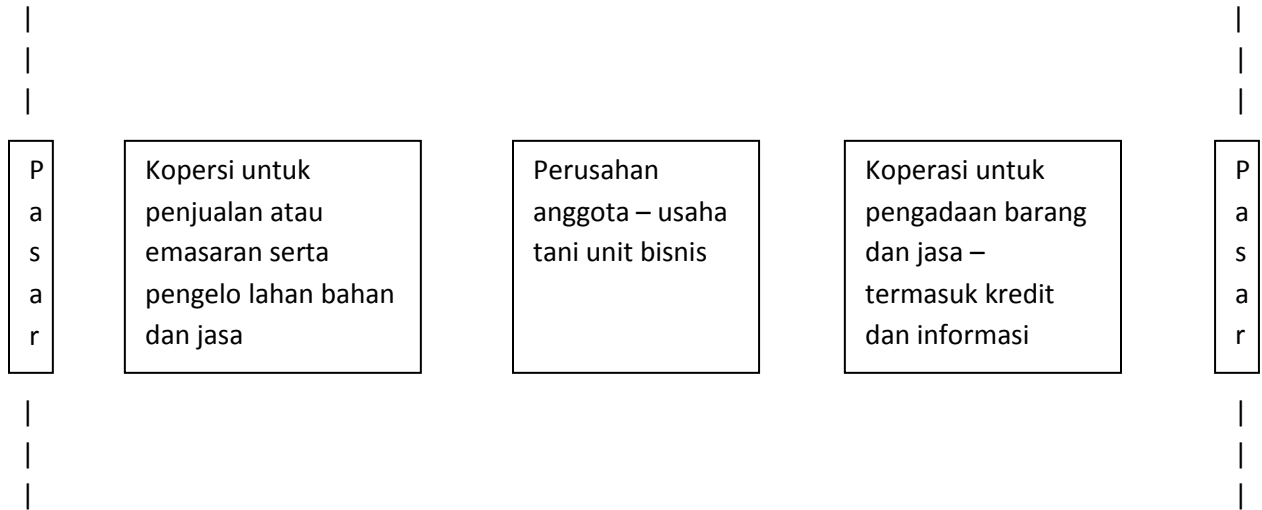 P
a
s
a
r
Kopersi untuk
penjualan atau
emasaran serta
pengelo lahan bahan
dan jasa
Perusahan
anggota – usaha
tani unit bisnis
Koperasi untuk
pengadaan barang
dan jasa –
termasuk kredit
dan informasi
P
a
s
a
r